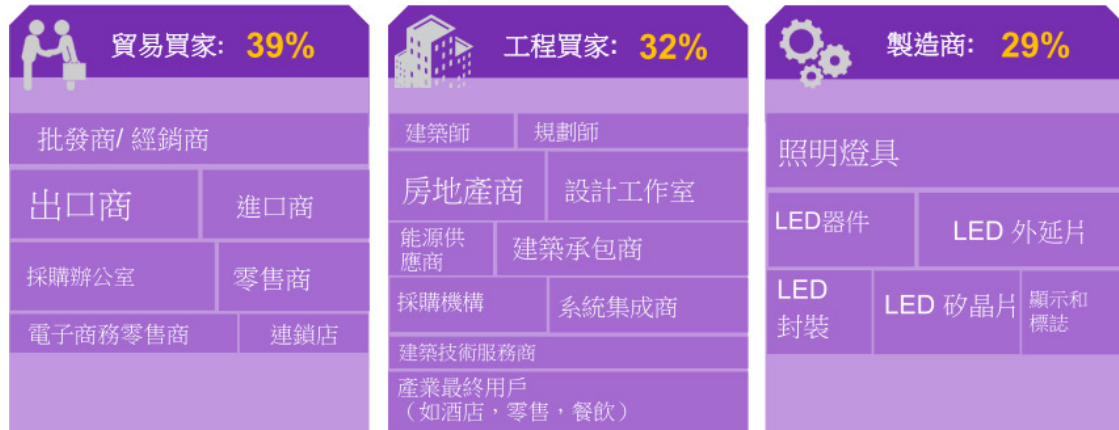 貿易買家: 39%
批發商/ 經銷商
出口商
進口商
採購辦公室
零售商
電子商務零售商
連鎖店
工程買家: 32%
建築師
規劃師
房地產商
設計工作室
能源供
應商
建築承包商
採購機構
系統集成商
建築技術服務商
產業最終用戶
（如酒店，零售，餐飲）
製造商: 29%
照明燈具
LED器件
LED 外延片
LED
封裝
LED 矽晶片
顯示和
標誌